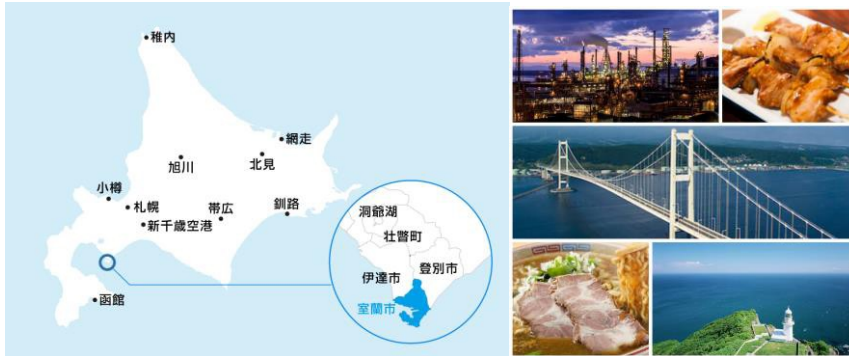 稚内
網走
北見
旭川
小樽
札幌
帯広
釧路
新千歳空港
函館
洞爺湖
壮瞥町
登別市
伊達市
室蘭市